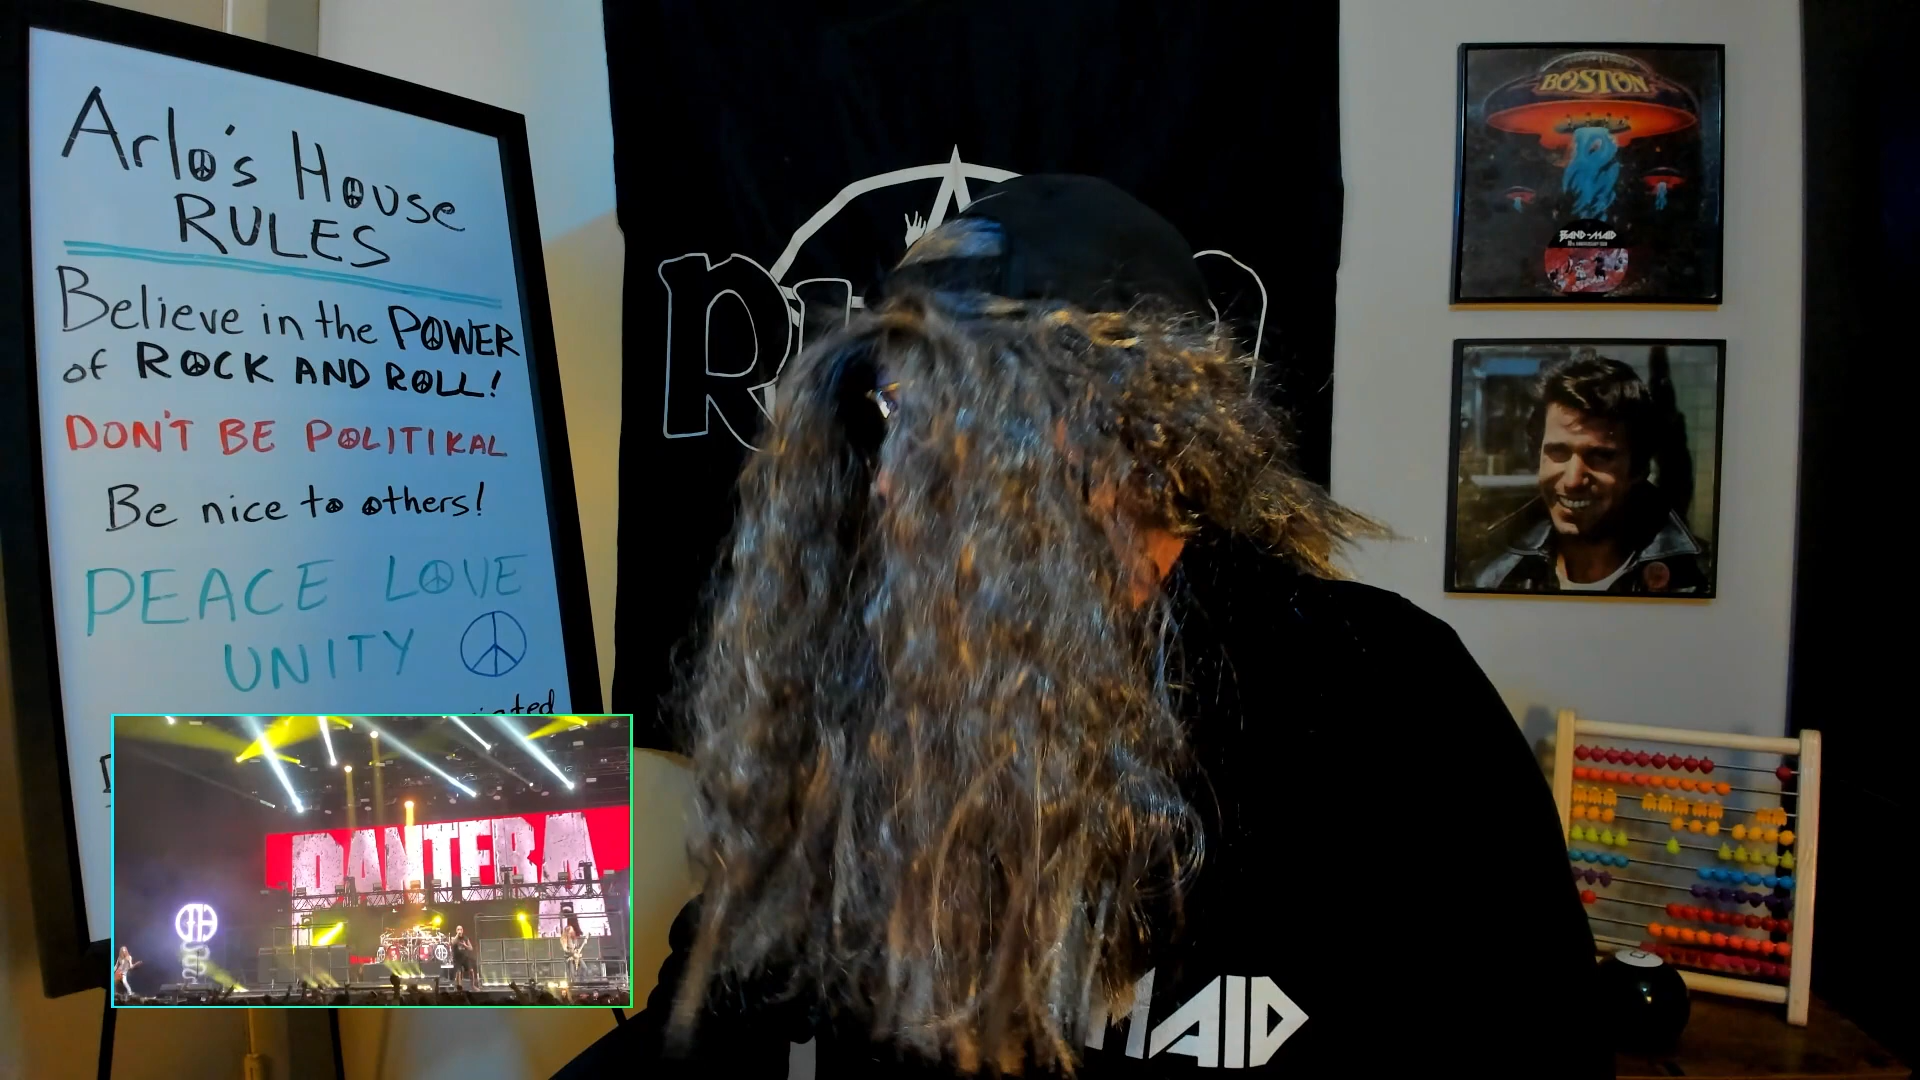 Arlo's House
RULES
Believe in the POWER
of ROCK AND ROLL!
DON'T BE POLITIKAL
Be nice to others!
PEACE LOVE
UNITY
PANTERA
BOSTON
BAND-MAID
MAID